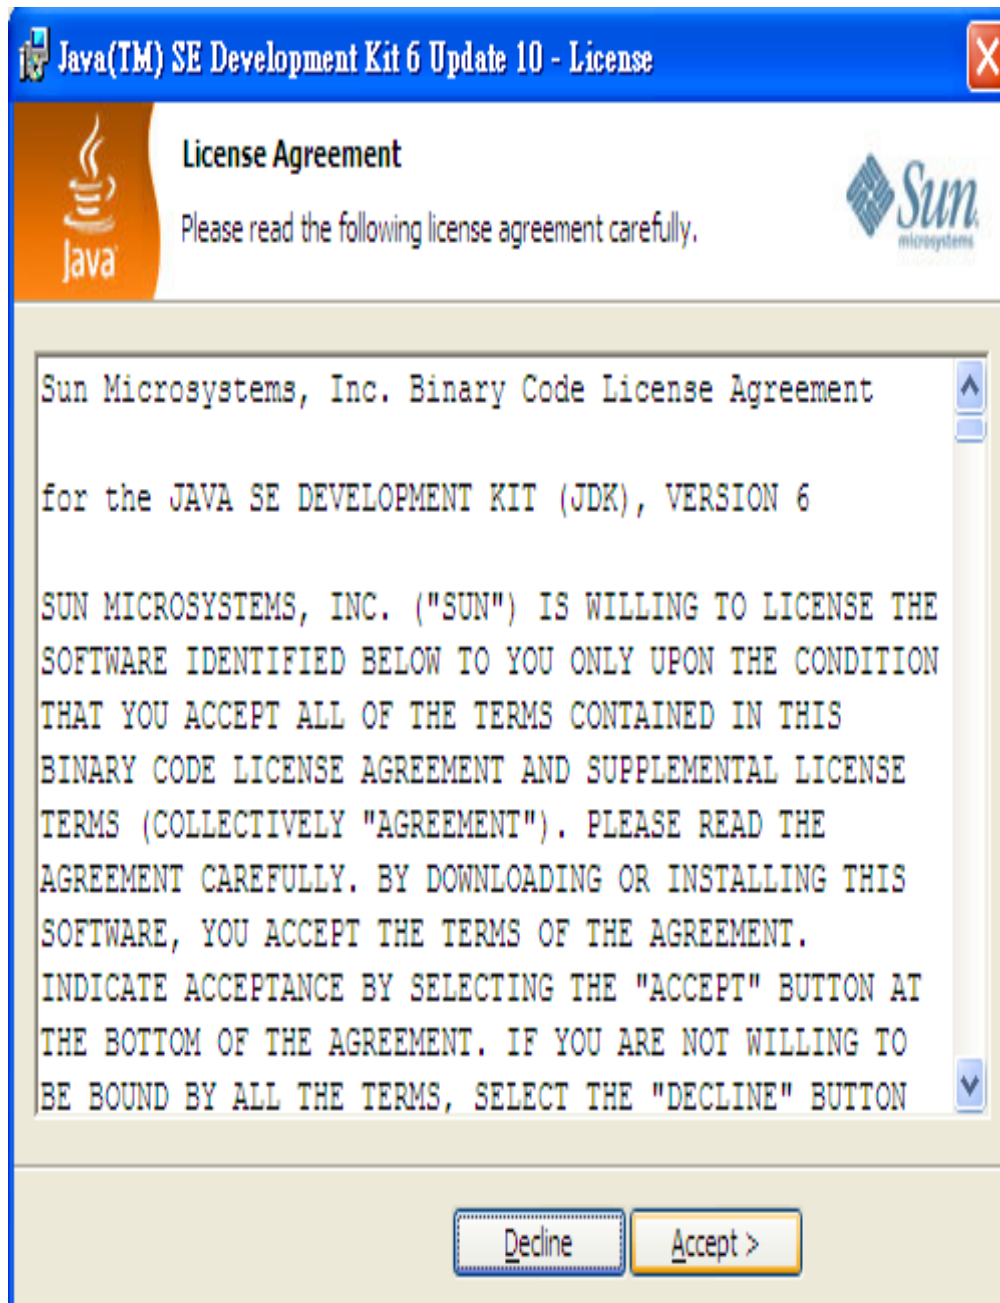 Java(TM) SE Development Kit 6 Update 10 - License
License Agreement
Please read the following license agreement carefully.
Java
Sun
microsystems
Sun Microsystems, Inc. Binary Code License Agreement
for the JAVA SE DEVELOPMENT KIT (JDK), VERSION 6
SUN MICROSYSTEMS, INC. ("SUN") IS WILLING TO LICENSE THE
SOFTWARE IDENTIFIED BELOW TO YOU ONLY UPON THE CONDITION
THAT YOU ACCEPT ALL OF THE TERMS CONTAINED IN THIS
BINARY CODE LICENSE AGREEMENT AND SUPPLEMENTAL LICENSE
TERMS (COLLECTIVELY "AGREEMENT"). PLEASE READ THE
AGREEMENT CAREFULLY. BY DOWNLOADING OR INSTALLING THIS
SOFTWARE, YOU ACCEPT THE TERMS OF THE AGREEMENT.
INDICATE ACCEPTANCE BY SELECTING THE "ACCEPT" BUTTON AT
THE BOTTOM OF THE AGREEMENT. IF YOU ARE NOT WILLING TO
BE BOUND BY ALL THE TERMS, SELECT THE "DECLINE" BUTTON
Decline
Accept >